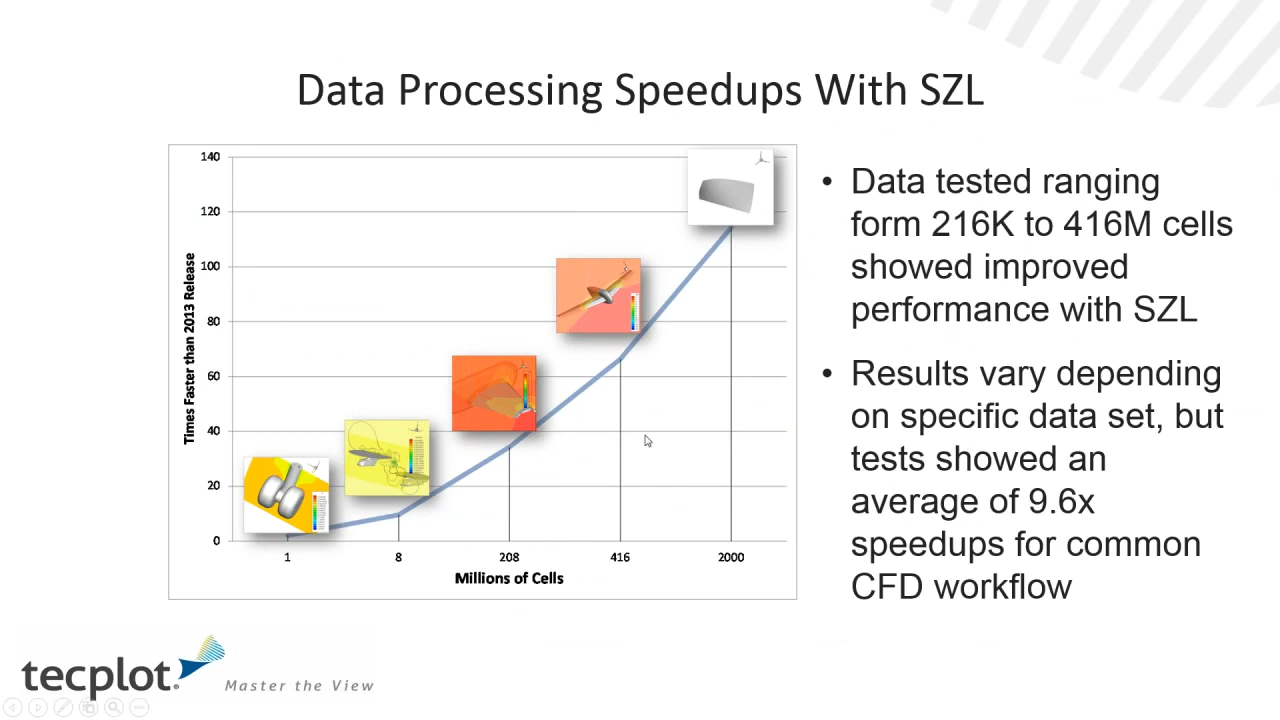 Data Processing Speedups With SZL
140
120
100
80
60
40
20
0
Times Faster than 2013 Release
1 8 208 416 2000
Millions of Cells
• Data tested ranging
form 216K to 416M cells
showed improved
performance with SZL
• Results vary depending
on specific data set, but
tests showed an
average of 9.6x
speedups for common
CFD workflow
tecplot.
Master the View